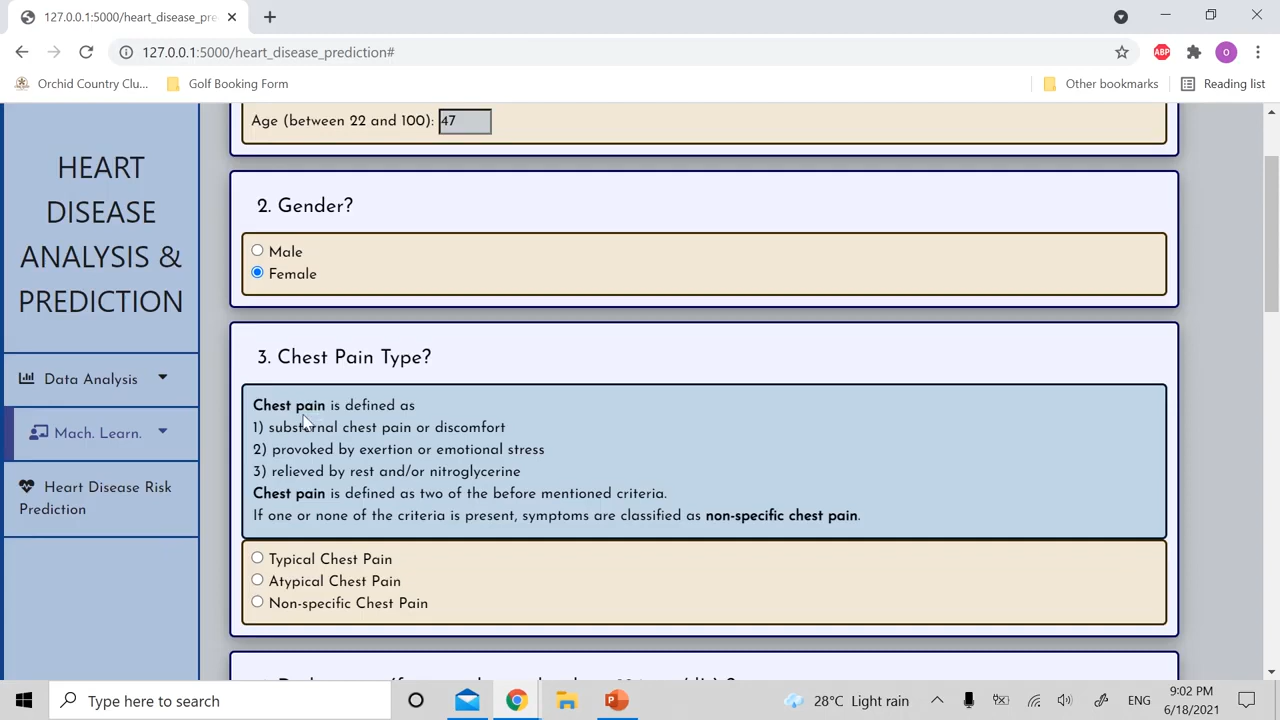 127.0.0.1:5000/heart_disease_pre
127.0.0.1:5000/heart_disease_prediction#
ABP
O
Orchid Country Clu...
Golf Booking Form
Other bookmarks
Reading list
HEART
DISEASE
ANALYSIS &
PREDICTION
Data Analysis
Mach. Learn.
Heart Disease Risk
Prediction
Age (between 22 and 100): 47
2. Gender?
Male
Female
3. Chest Pain Type?
Chest pain is defined as
1) substernal chest pain or discomfort
2) provoked by exertion or emotional stress
3) relieved by rest and/or nitroglycerine
Chest pain is defined as two of the before mentioned criteria.
If one or none of the criteria is present, symptoms are classified as non-specific chest pain.
Typical Chest Pain
Atypical Chest Pain
Non-specific Chest Pain
Type here to search
28°C Light rain
ENG
9:02 PM
6/18/2021